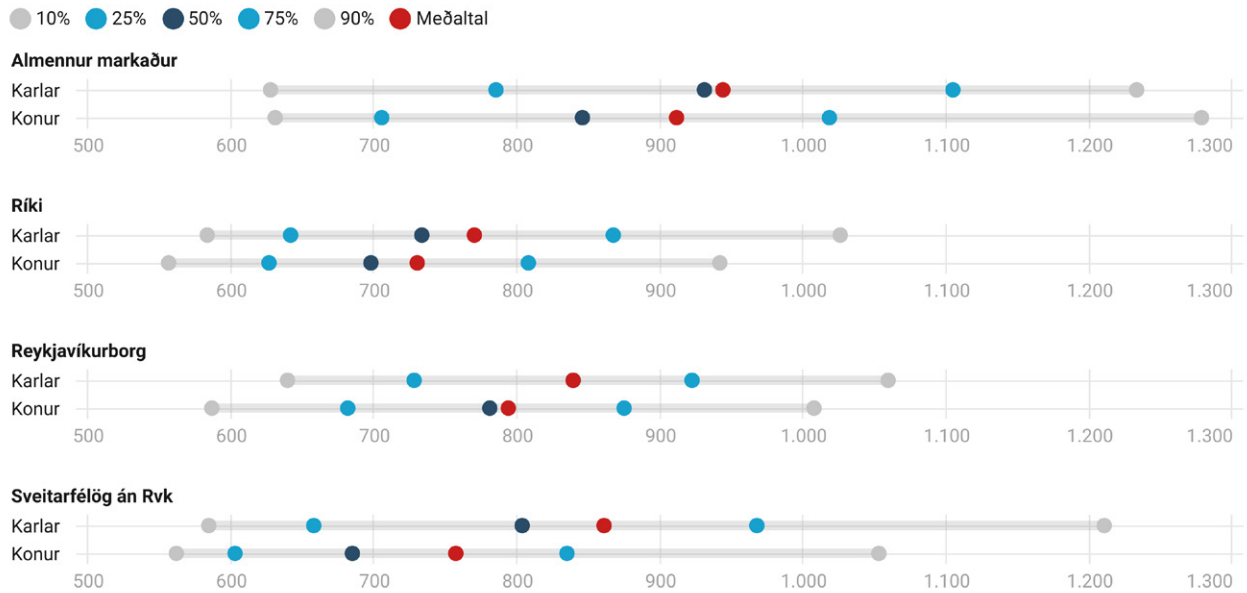 10% 25% 50% 75% 90% Meðaltal
Almennur markaður
Karlar
Konur
500 600 700 800 900 1.000 1.100 1.200 1.300
Ríki
Karlar
Konur
500 600 700 800 900 1.000 1.100 1.200 1.300
Reykjavíkurborg
Karlar
Konur
500 600 700 800 900 1.000 1.100 1.200 1.300
Sveitarfélög án Rvk
Karlar
Konur
500 600 700 800 900 1.000 1.100 1.200 1.300